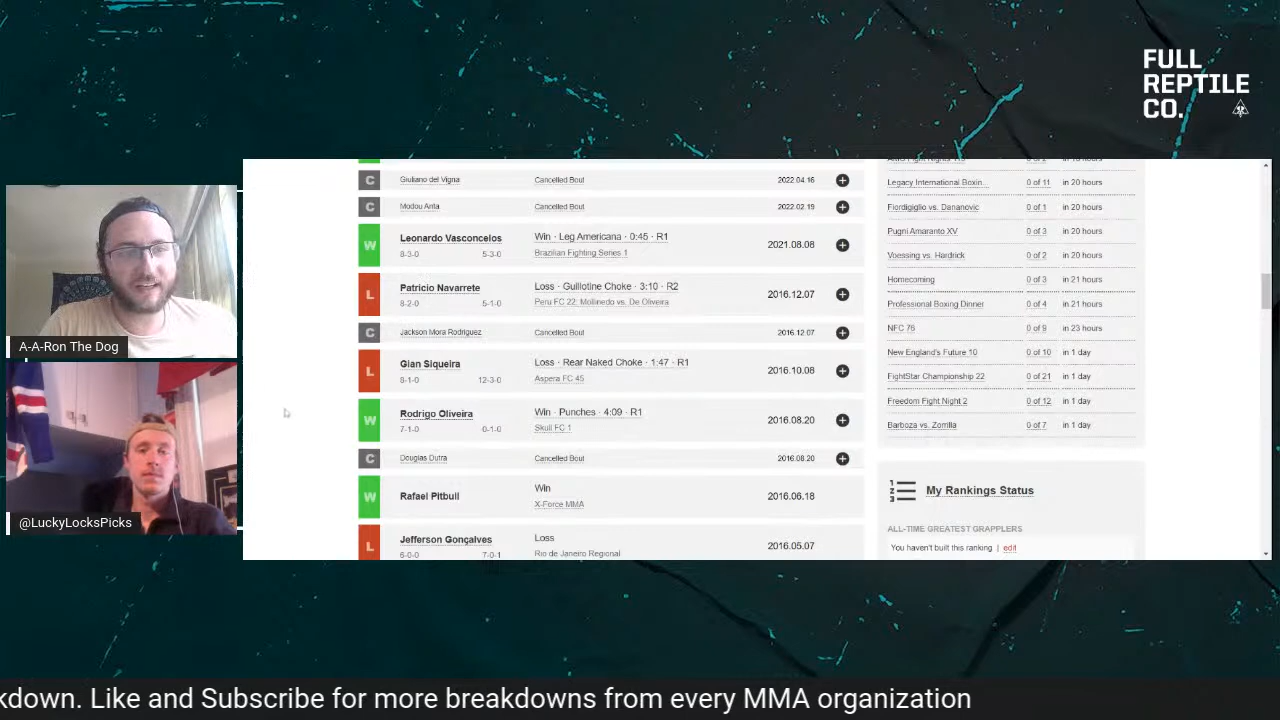 FULL
REPTILE
CO.
A-A-Ron The Dog
@LuckyLocksPicks
C Giuliano del Vigna Cancelled Bout 2022.04.16
C Modou Anta Cancelled Bout 2022.02.19
W Leonardo Vasconcelos Win · Leg Americana · 0:45 · R1 2021.08.08
8-3-0 5-3-0 Brazilian Fighting Series 1
L Patricio Navarrete Loss · Guillotine Choke · 3:10 · R2 2016.12.07
8-2-0 5-1-0 Peru FC 22: Mollinedo vs. De Oliveira
C Jackson Mora Rodriguez Cancelled Bout 2016.12.07
L Gian Siqueira Loss · Rear Naked Choke · 1:47 · R1 2016.10.08
8-1-0 12-3-0 Aspera FC 45
W Rodrigo Oliveira Win · Punches · 4:09 · R1 2016.08.20
7-1-0 0-1-0 Skull FC 1
C Douglas Dutra Cancelled Bout 2016.08.20
W Rafael Pitbull Win 2016.06.18
X-Force MMA
L Jefferson Gonçalves Loss 2016.05.07
6-0-0 7-0-1 Rio de Janeiro Regional
Legacy International Boxin... 0 of 11 in 20 hours
Fiordigiglio vs. Dananovic 0 of 1 in 20 hours
Pugni Amaranto XV 0 of 3 in 20 hours
Voessing vs. Hardrick 0 of 2 in 20 hours
Homecoming 0 of 3 in 21 hours
Professional Boxing Dinner 0 of 4 in 21 hours
NFC 76 0 of 9 in 23 hours
New England's Future 10 0 of 10 in 1 day
FightStar Championship 22 0 of 21 in 1 day
Freedom Fight Night 2 0 of 12 in 1 day
Barboza vs. Zorrilla 0 of 7 in 1 day
My Rankings Status
ALL-TIME GREATEST GRAPPLERS
You haven't built this ranking | edit
kdown. Like and Subscribe for more breakdowns from every MMA organization